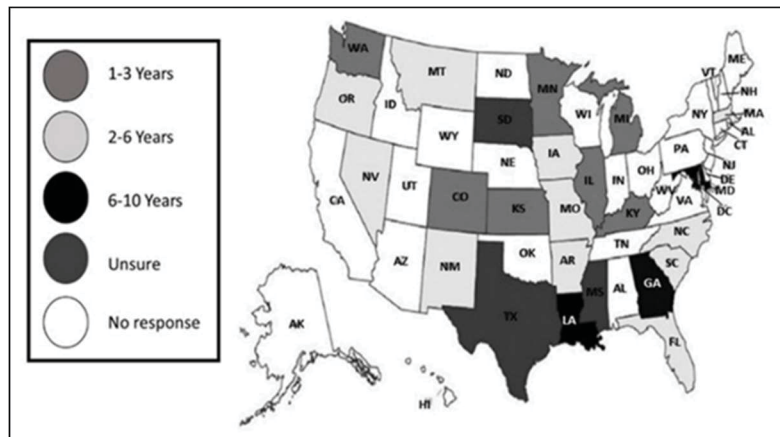 1-3 Years
2-6 Years
6-10 Years
Unsure
No response
WA
MT
ND
MN
ME
VT
NH
OR
ID
SD
WI
MI
NY
MA
AL
CT
WY
IA
PA
NJ
NE
OH
DE
NV
UT
IL
IN
WV
MD
CA
CO
KS
MO
KY
VA
DC
TN
NC
AZ
NM
OK
AR
SC
MS
AL
GA
TX
LA
AK
FL
HI